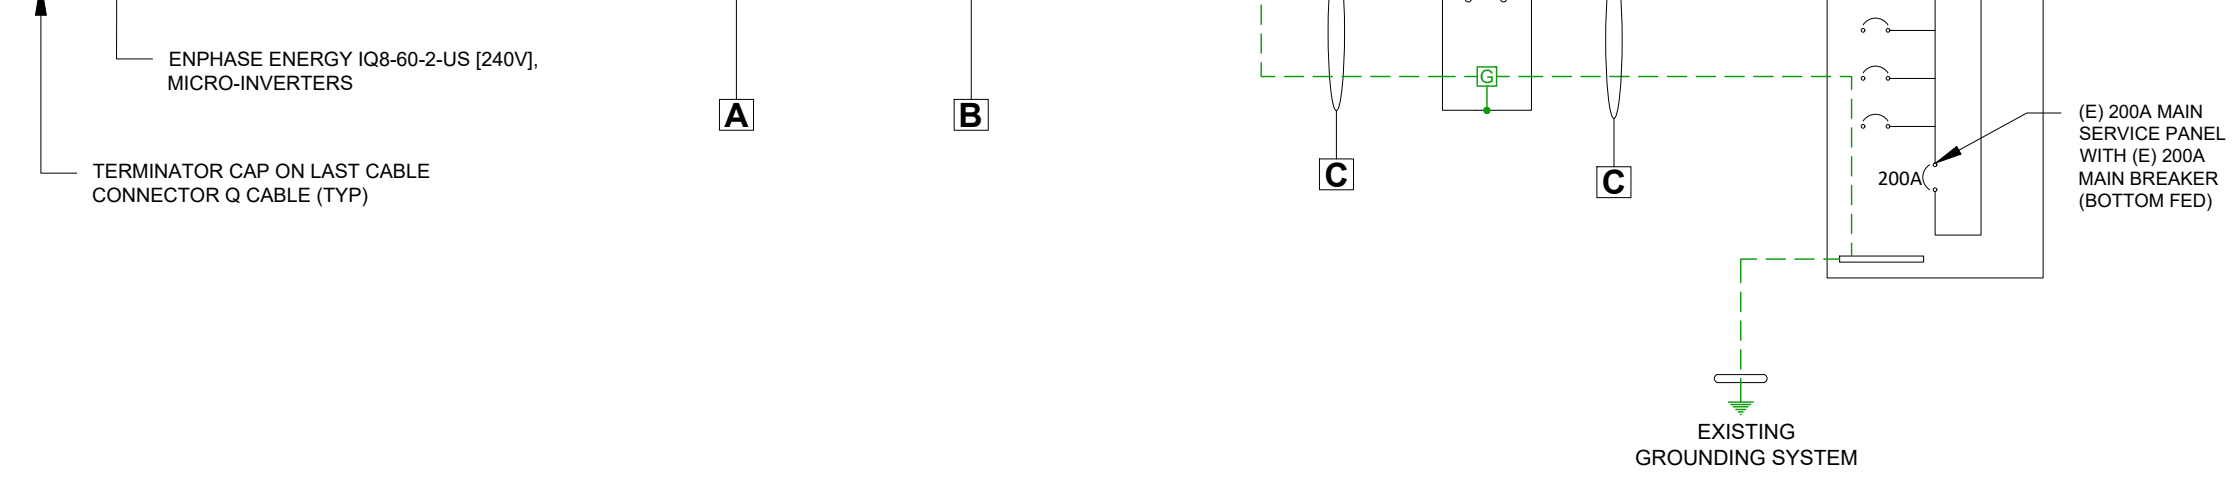 ENPHASE ENERGY IQ8-60-2-US [240V],
MICRO-INVERTERS
TERMINATOR CAP ON LAST CABLE
CONNECTOR Q CABLE (TYP)
A
B
C
G
C
200A
(E) 200A MAIN
SERVICE PANEL
WITH (E) 200A
MAIN BREAKER
(BOTTOM FED)
EXISTING
GROUNDING SYSTEM